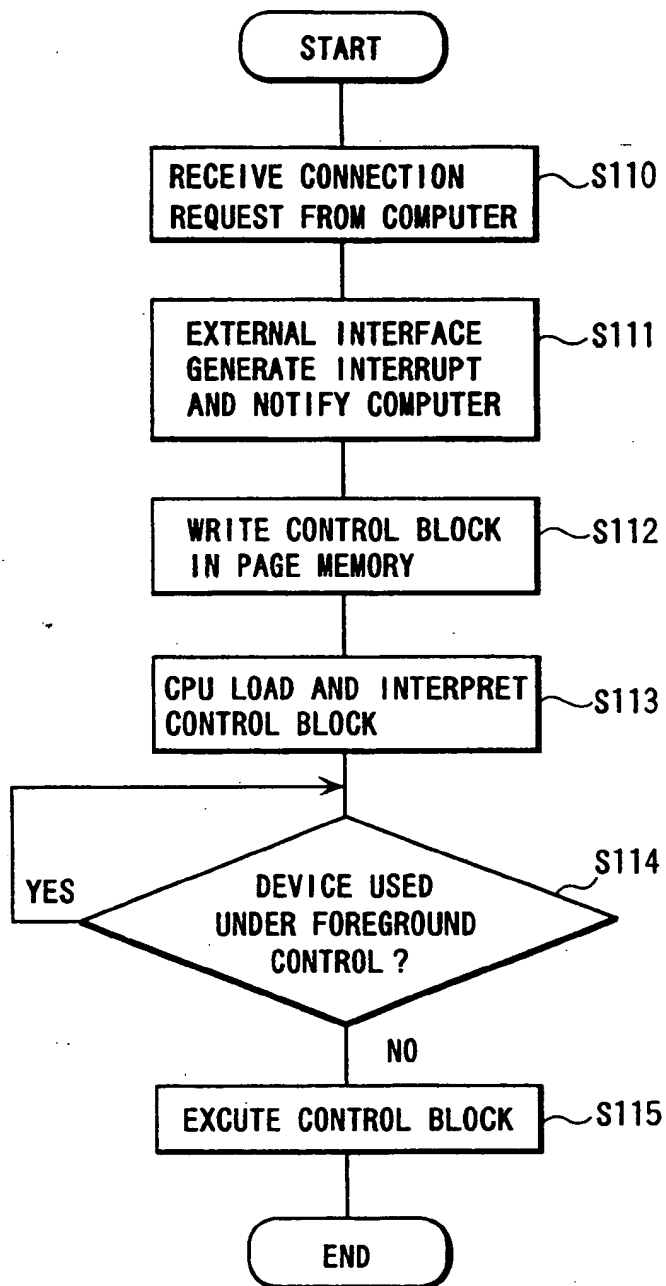 START
RECEIVE CONNECTION
REQUEST FROM COMPUTER
S110
EXTERNAL INTERFACE
GENERATE INTERRUPT
AND NOTIFY COMPUTER
S111
WRITE CONTROL BLOCK
IN PAGE MEMORY
S112
CPU LOAD AND INTERPRET
CONTROL BLOCK
S113
DEVICE USED
UNDER FOREGROUND
CONTROL ?
S114
YES
NO
EXCUTE CONTROL BLOCK
S115
END